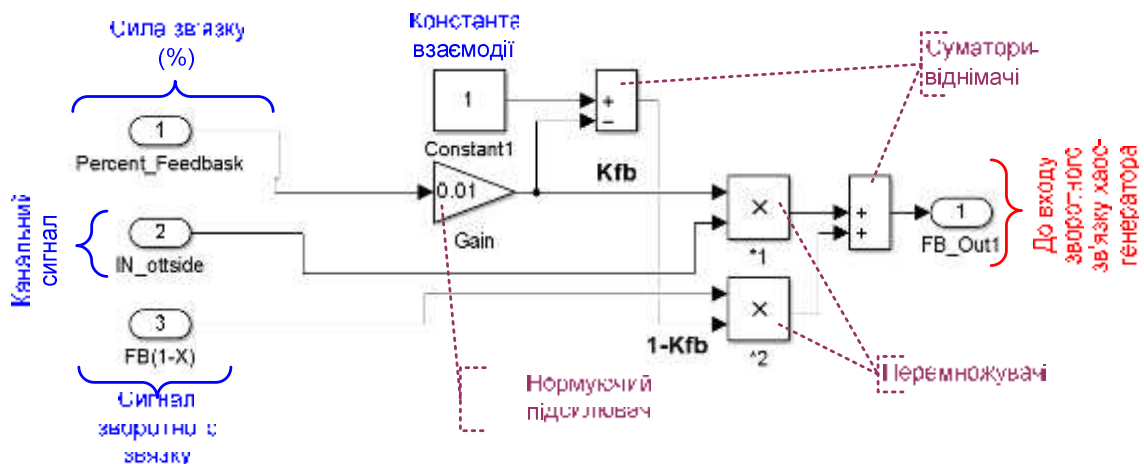 Сила зв'язку
(%)
Константа
взаємодії
Суматори-
віднімачі
1
Percent_Feedbask
1
Constant1
+
−
0.01
Gain
Kfb
Канальний
сигнал
2
IN_ottside
×
*1
+
+
1
FB_Out1
До входу
зворотного
зв'язку хаос-
генератора
3
FB(1-X)
1-Kfb
×
^2
Нормуючий
підсилювач
Перемножувачі
Сигнал
зворотного
звязку